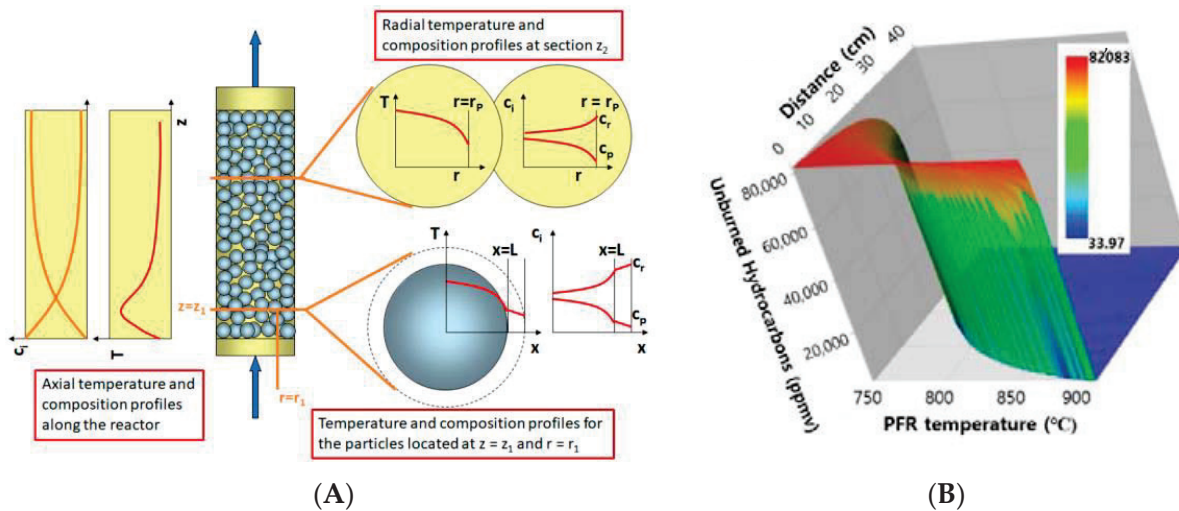 Radial temperature and
composition profiles at section z₂
T
r=rₚ
r
cᵢ
r = rₚ
cᵣ
cₚ
r
z
cᵢ
T
z=z₁
r=r₁
Axial temperature and
composition profiles
along the reactor
T
x=L
x
cᵢ
x=L
cᵣ
cₚ
x
Temperature and composition profiles for
the particles located at z = z₁ and r = r₁
(A)
Distance (cm)
0
10
20
30
40
82083
33.97
Unburned Hydrocarbons (ppmv)
80,000
60,000
40,000
20,000
750
800
850
900
PFR temperature (°C)
(B)